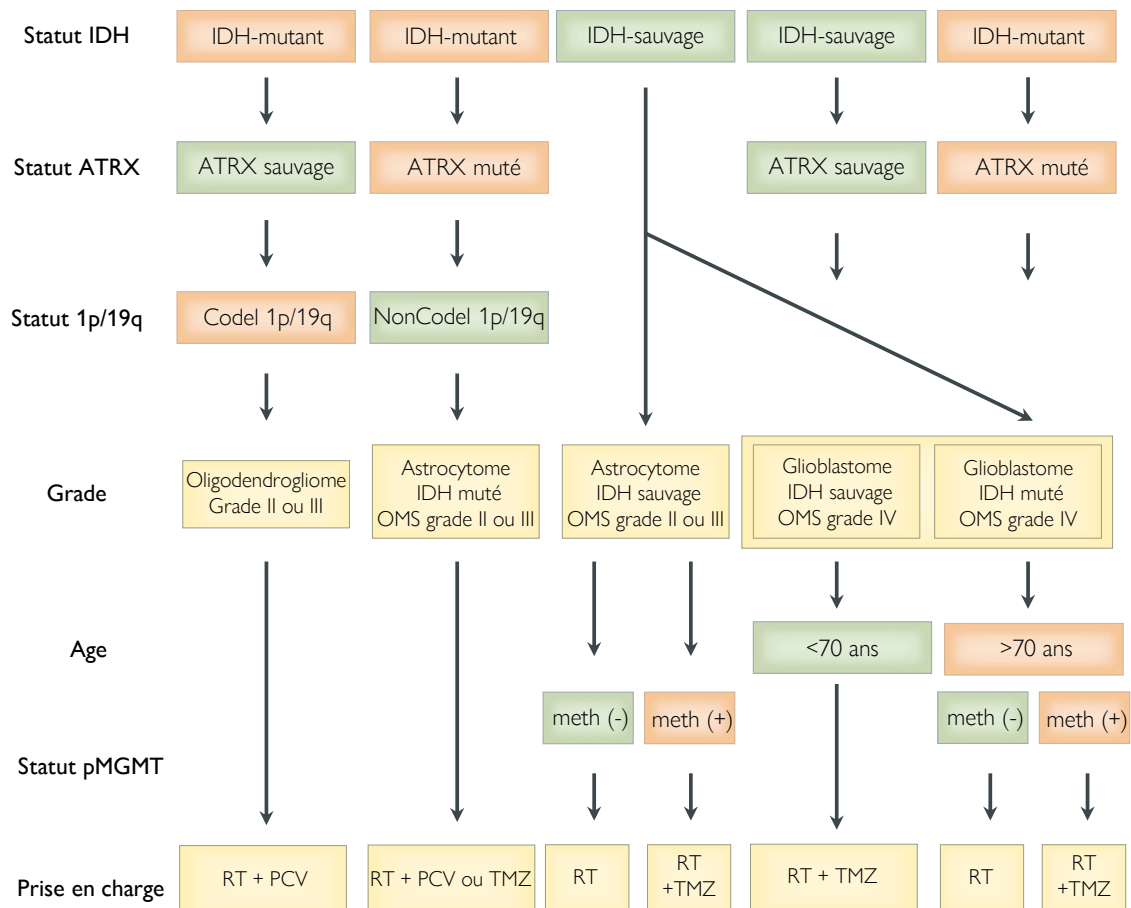 Statut IDH
IDH-mutant
IDH-mutant
IDH-sauvage
IDH-sauvage
IDH-mutant
Statut ATRX
ATRX sauvage
ATRX muté
ATRX sauvage
ATRX muté
Statut 1p/19q
Codel 1p/19q
NonCodel 1p/19q
Grade
Oligodendrogliome
Grade II ou III
Astrocytome
IDH muté
OMS grade II ou III
Astrocytome
IDH sauvage
OMS grade II ou III
Glioblastome
IDH sauvage
OMS grade IV
Glioblastome
IDH muté
OMS grade IV
Age
<70 ans
>70 ans
Statut pMGMT
meth (-)
meth (+)
meth (-)
meth (+)
Prise en charge
RT + PCV
RT + PCV ou TMZ
RT
RT
+TMZ
RT + TMZ
RT
RT
+TMZ